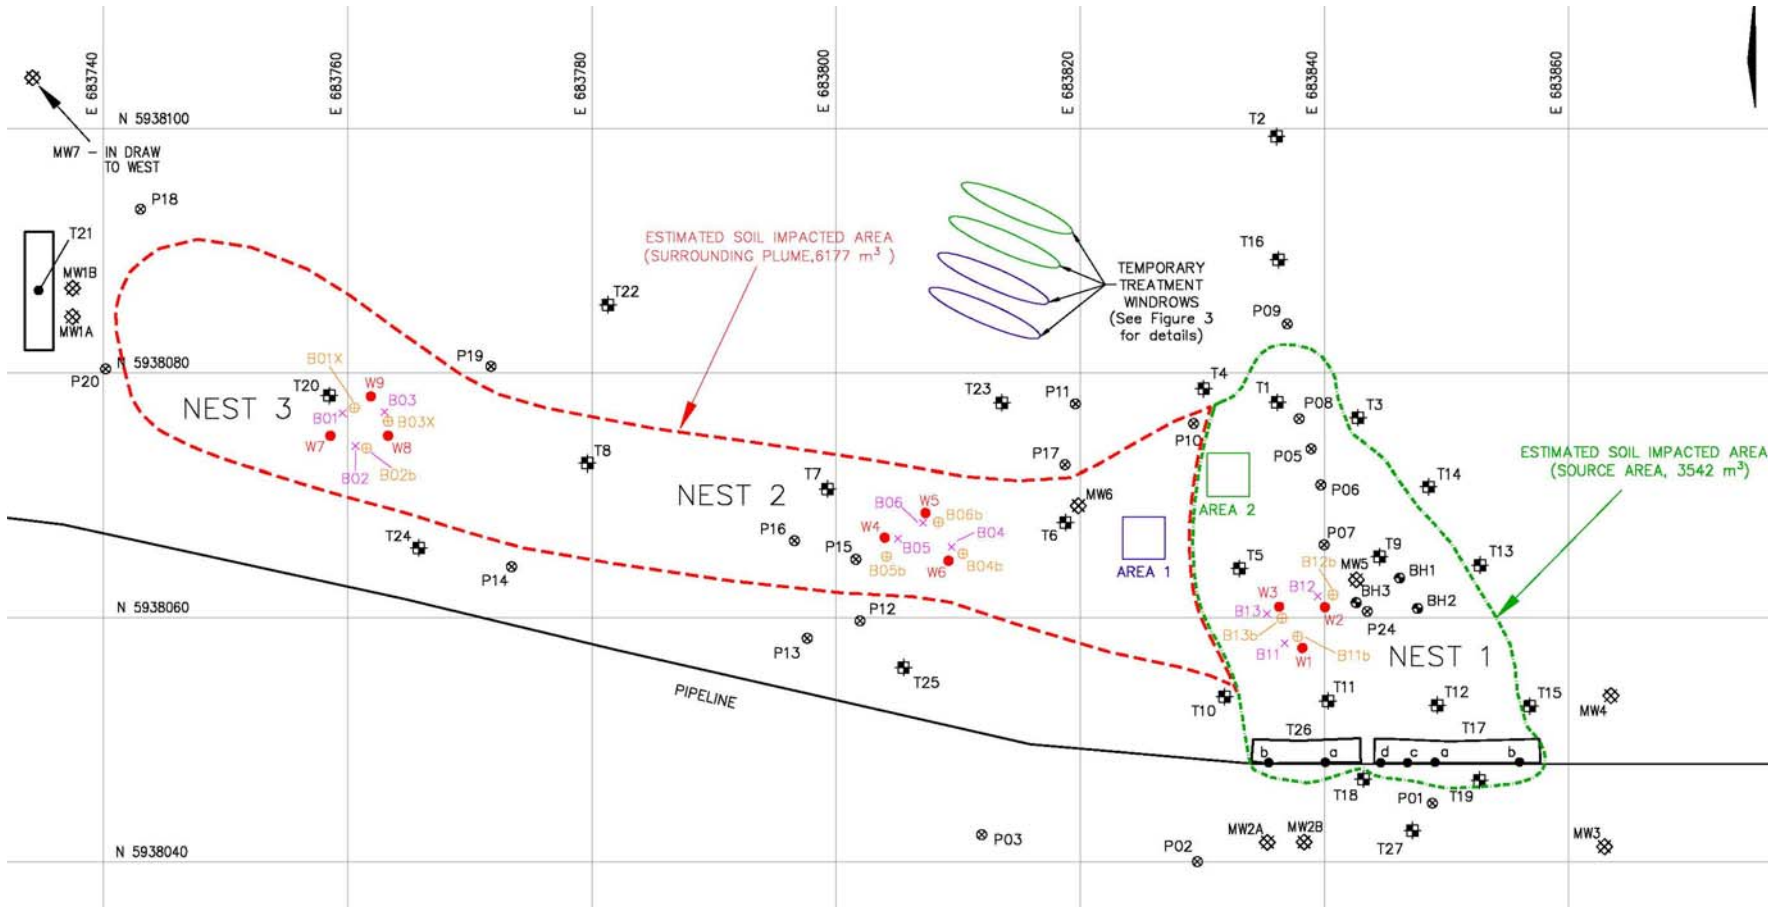 E 683740
E 683760
E 683780
E 683800
E 683820
E 683840
E 683860
N 5938100
T2
MW7 – IN DRAW
TO WEST
P18
T21
MW1B
MW1A
ESTIMATED SOIL IMPACTED AREA
(SURROUNDING PLUME,6177 m³ )
T22
TEMPORARY
TREATMENT
WINDROWS
(See Figure 3
for details)
T16
P09
N 5938080
P20
B01X
T20
W9
B03
NEST 3
B01
B03X
W7
W8
B02
B02b
P19
T23
P11
T4
T1
P08
T3
P10
P05
ESTIMATED SOIL IMPACTED AREA
(SOURCE AREA, 3542 m³)
T8
P17
NEST 2
T7
MW6
P06
T14
AREA 2
B06
W5
B06b
W4
B04
B05
T6
P16
P15
B05b
W6
B04b
AREA 1
P07
T9
T13
T24
P14
T5
B12b
MW5
BH1
BH3
W3
B12
BH2
W2
P24
N 5938060
P12
B13
B13b
P13
B11
W1
B11b
NEST 1
T25
PIPELINE
T10
T11
T12
T15
MW4
T26
T17
b
a
d
c
a
b
T18
P01
T19
MW2A
MW2B
T27
MW3
P03
P02
N 5938040